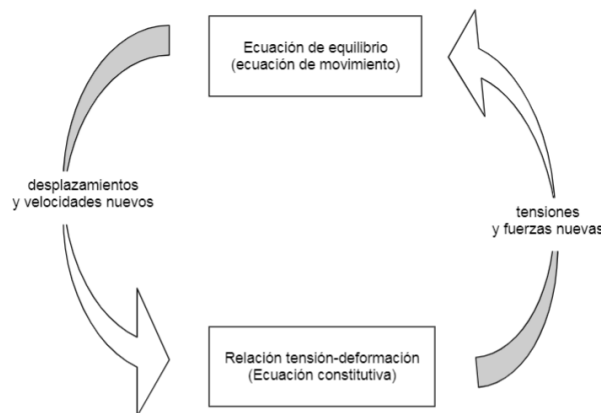 Ecuación de equilibrio
(ecuación de movimiento)
desplazamientos
y velocidades nuevos
tensiones
y fuerzas nuevas
Relación tensión-deformación
(Ecuación constitutiva)